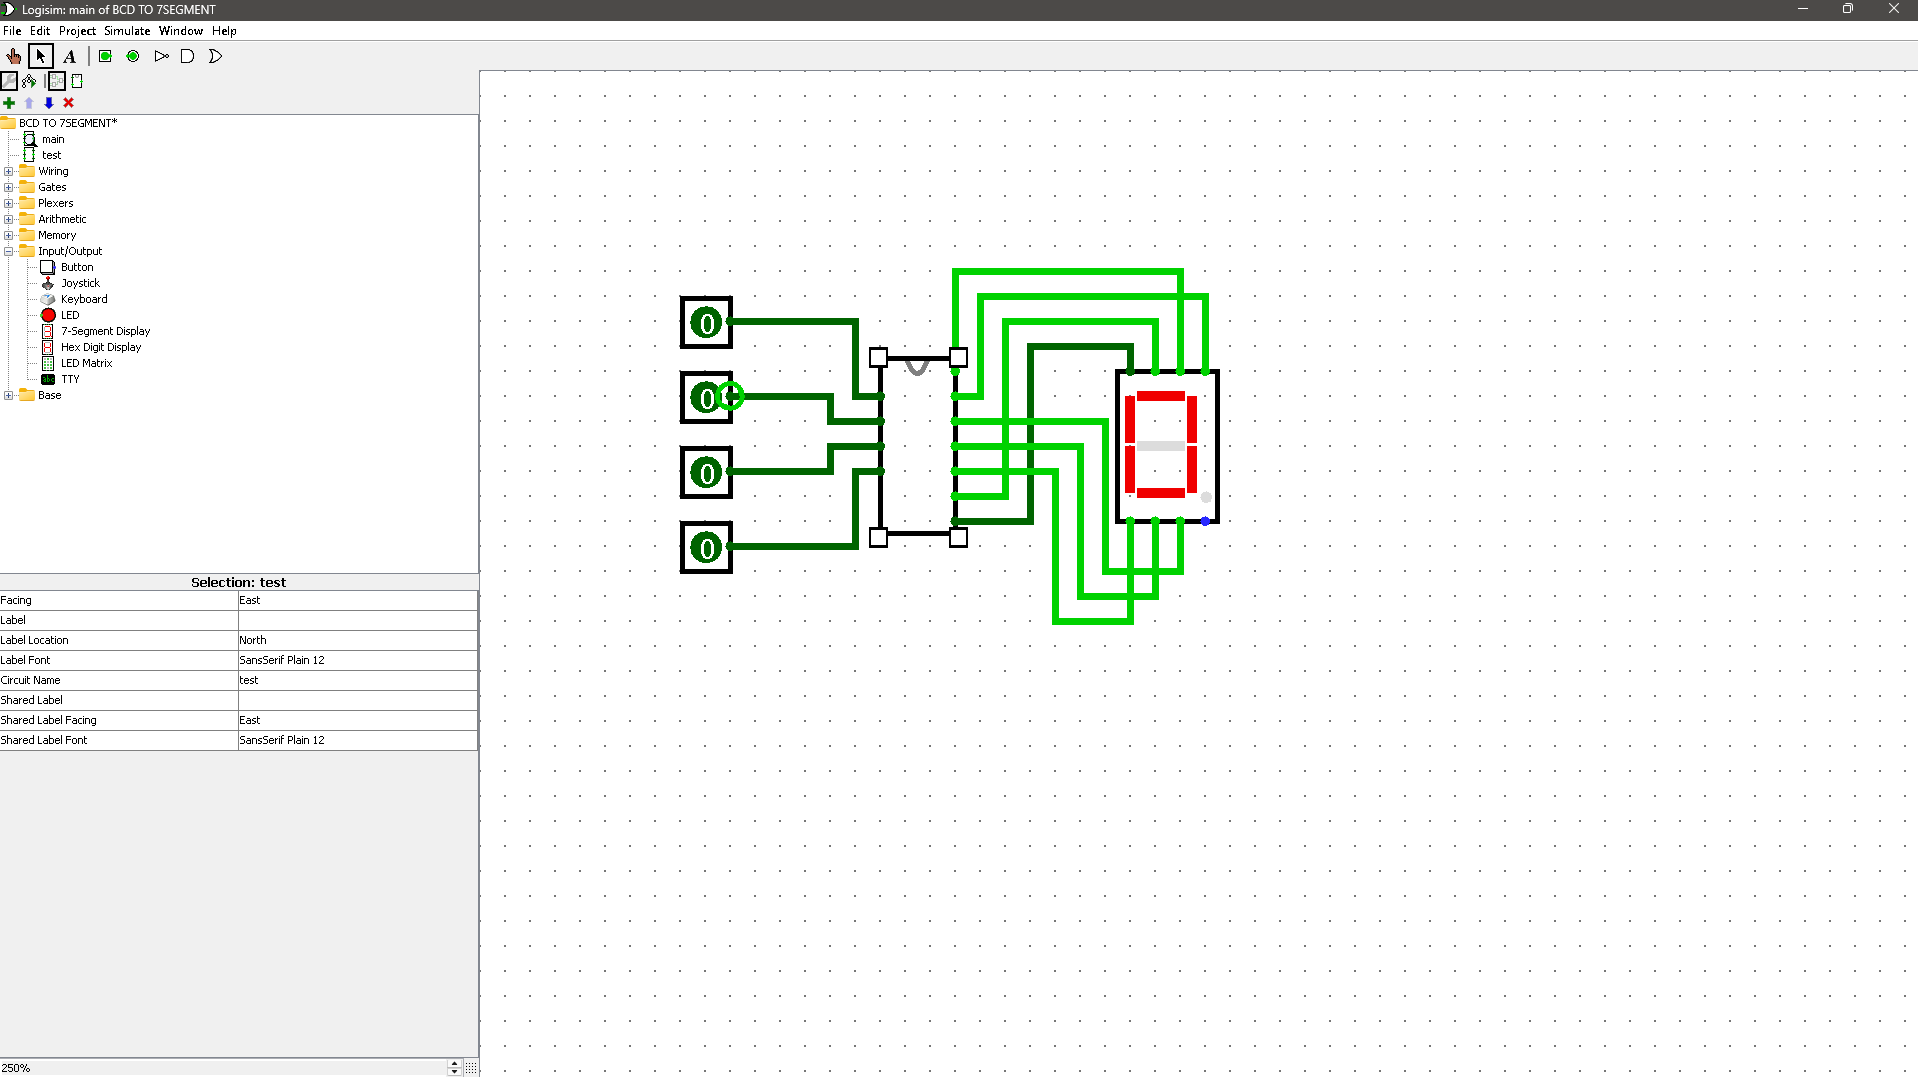 Logisim: main of BCD TO 7SEGMENT
File Edit Project Simulate Window Help
A
BCD TO 7SEGMENT*
main
test
Wiring
Gates
Plexers
Arithmetic
Memory
Input/Output
Button
Joystick
Keyboard
LED
7-Segment Display
Hex Digit Display
LED Matrix
abc TTY
Base
0
0
0
0
Selection: test
Facing East
Label
Label Location North
Label Font SansSerif Plain 12
Circuit Name test
Shared Label
Shared Label Facing East
Shared Label Font SansSerif Plain 12
250%